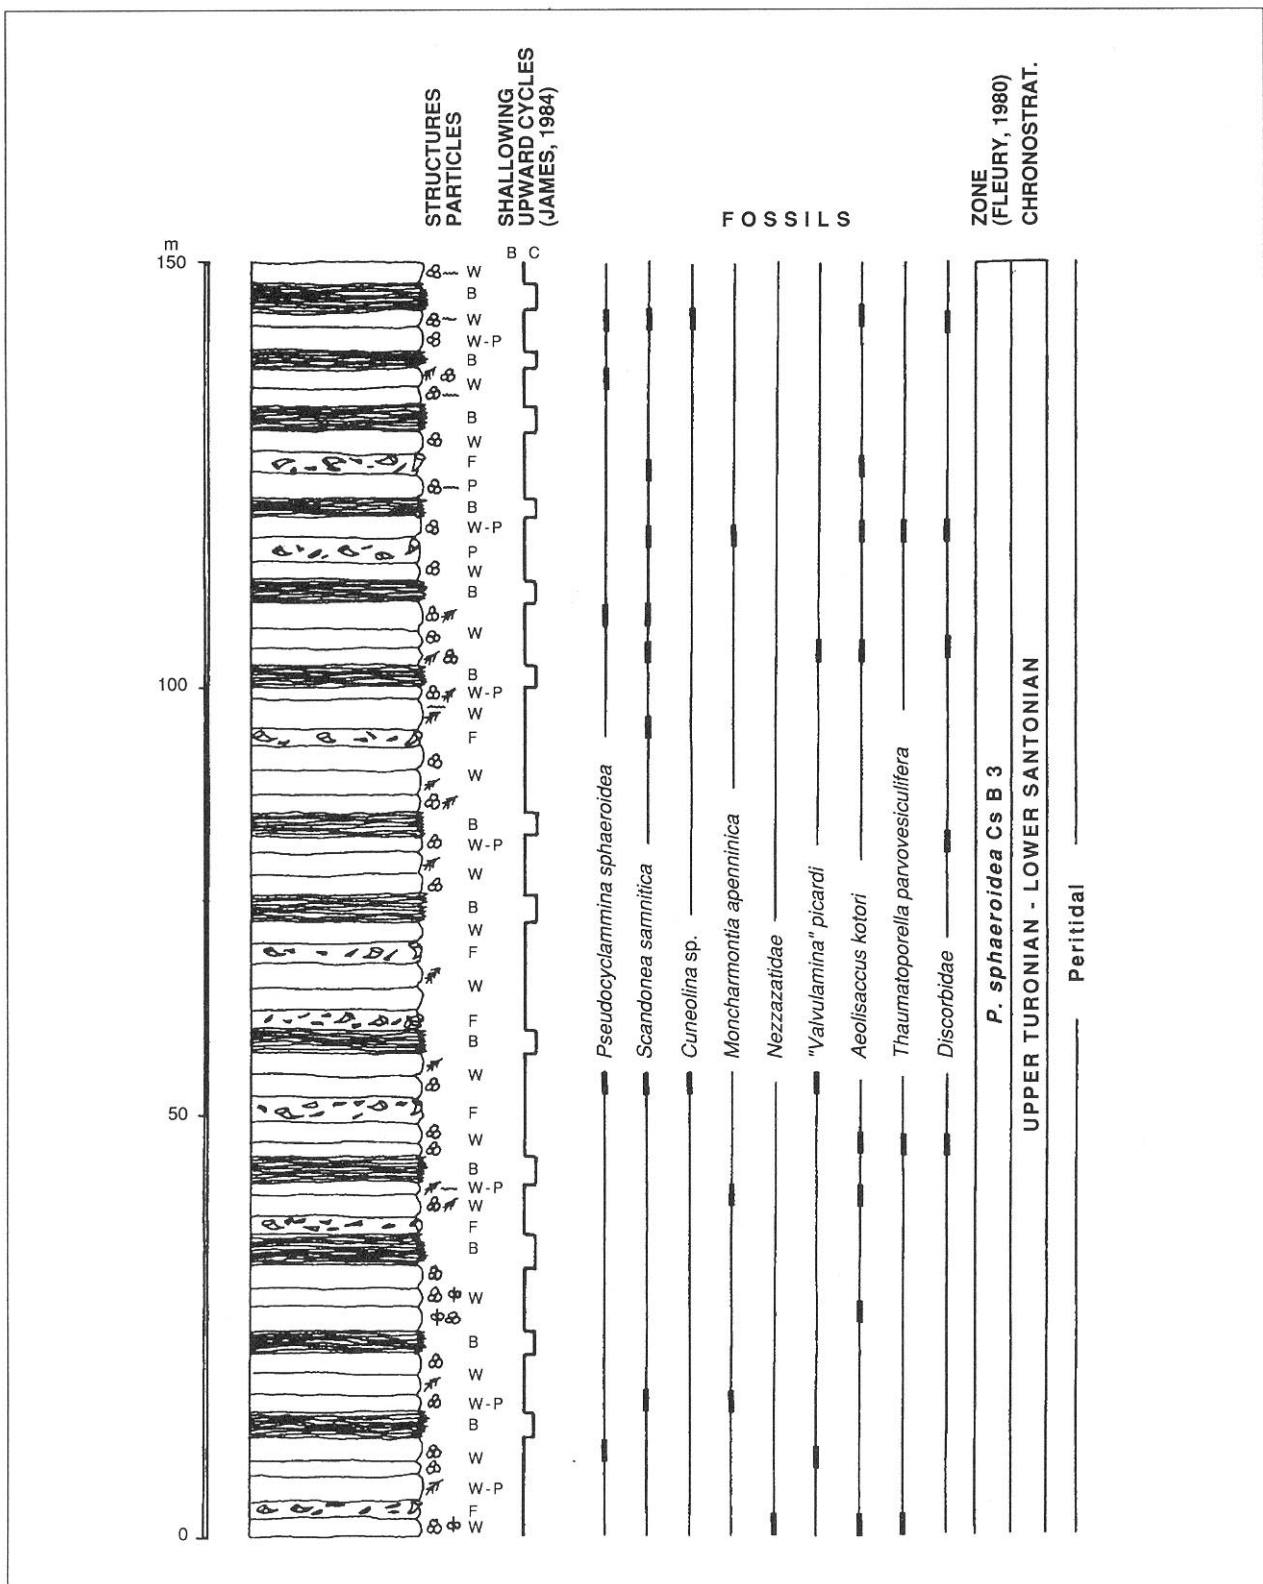 STRUCTURES
PARTICLES
SHALLOWING
UPWARD CYCLES
(JAMES, 1984)
FOSSILS
ZONE
(FLEURY, 1980)
CHRONOSTRAT.
m
B C
150
W
B
W
W-P
B
W
B
W
F
P
B
W-P
P
W
B
W
B
100
W-P
W
F
W
B
W-P
W
B
W
F
W
F
B
W
50
F
W
B
W-P
W
F
B
W
B
W
W-P
B
W
W-P
F
0
W
Pseudocyclammina sphaeroidea
Scandonea samnitica
Cuneolina sp.
Moncharmontia apenninica
Nezzazatidae
"Valvulamina" picardi
Aeolisaccus kotori
Thaumatoporella parvovesiculifera
Discorbidae
P. sphaeroidea Cs B 3
UPPER TURONIAN - LOWER SANTONIAN
Peritidal